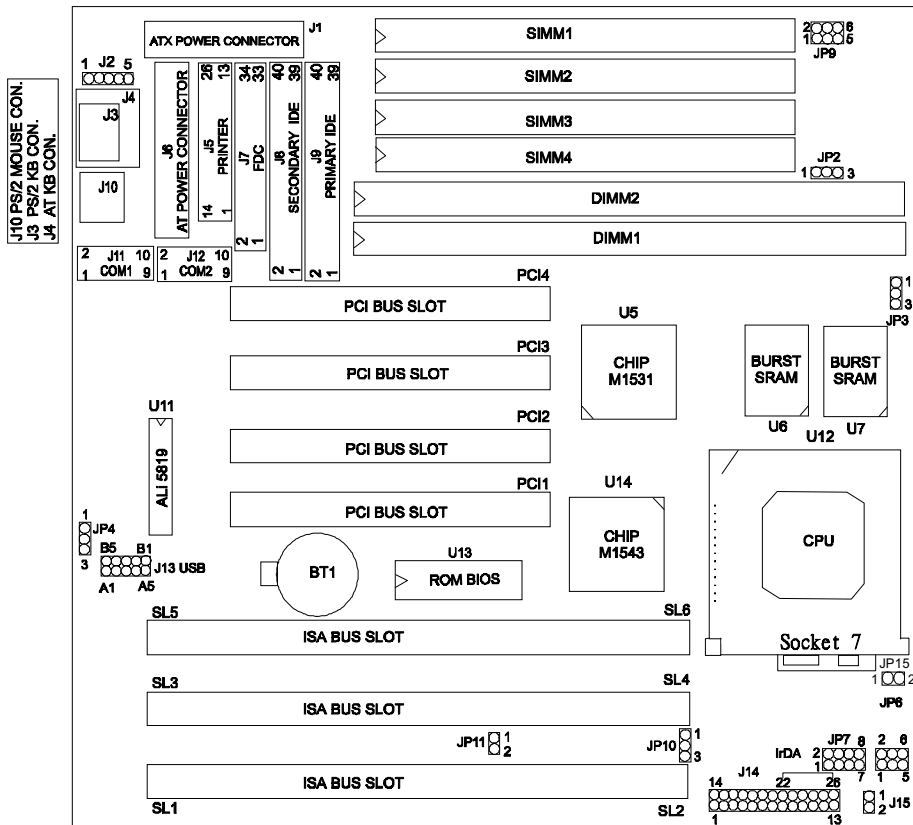 J10 PS/2 MOUSE CON.
J3 PS/2 KB CON.
J4 AT KB CON.
ATX POWER CONNECTOR
J1
1 J2 5
J4
J3
J10
J6
AT POWER CONNECTOR
26 13
J5
PRINTER
14 1
34 33
J7
FDC
2 1
40 39
J8
SECONDARY IDE
2 1
40 39
J9
PRIMARY IDE
2 1
SIMM1
SIMM2
SIMM3
SIMM4
2 6
1 5
JP9
JP2
1 3
DIMM2
DIMM1
2 J11 10
1 COM1 9
2 J12 10
1 COM2 9
PCI4
PCI BUS SLOT
PCI3
PCI BUS SLOT
PCI2
PCI BUS SLOT
PCI1
PCI BUS SLOT
U5
CHIP
M1531
BURST
SRAM
U6
BURST
SRAM
U7
1
3
JP3
U11
ALI 5819
U12
CPU
Socket 7
U14
CHIP
M1543
1
JP4
3
B5 B1
J13 USB
A1 A5
BT1
U13
ROM BIOS
JP15
1 2
JP6
SL5 SL6
ISA BUS SLOT
SL3 SL4
ISA BUS SLOT
JP11
1
2
JP10
1
3
ISA BUS SLOT
SL1 SL2
IrDA
JP7
2 8
1 7
2 6
1 5
J14
14 22 26
1 13
1
2
J15